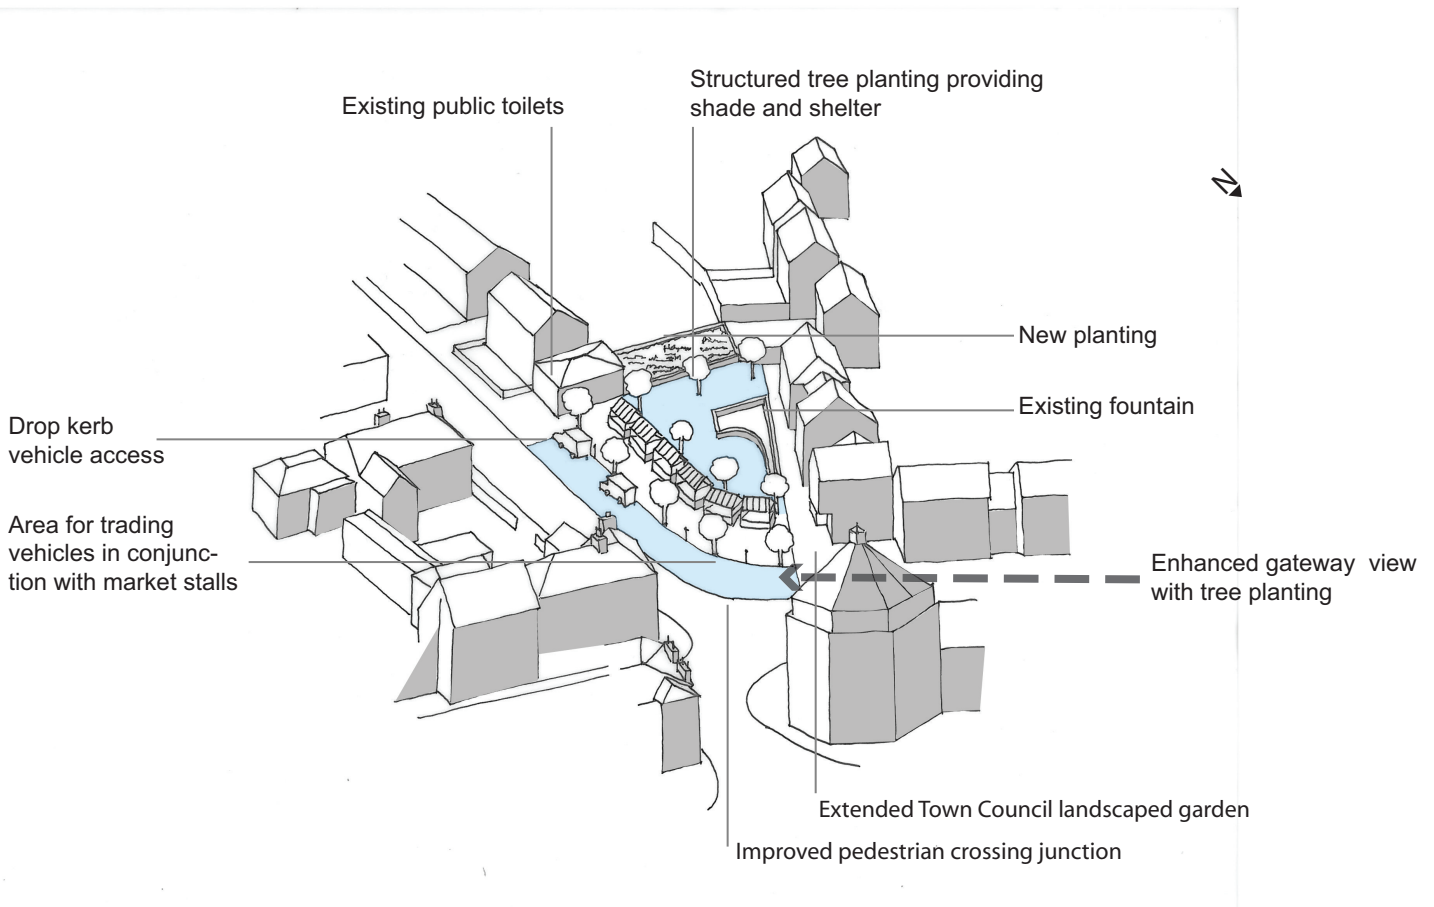 Structured tree planting providing
shade and shelter
Existing public toilets
N
New planting
Existing fountain
Drop kerb
vehicle access
Area for trading
vehicles in conjunc-
tion with market stalls
Enhanced gateway view
with tree planting
Extended Town Council landscaped garden
Improved pedestrian crossing junction